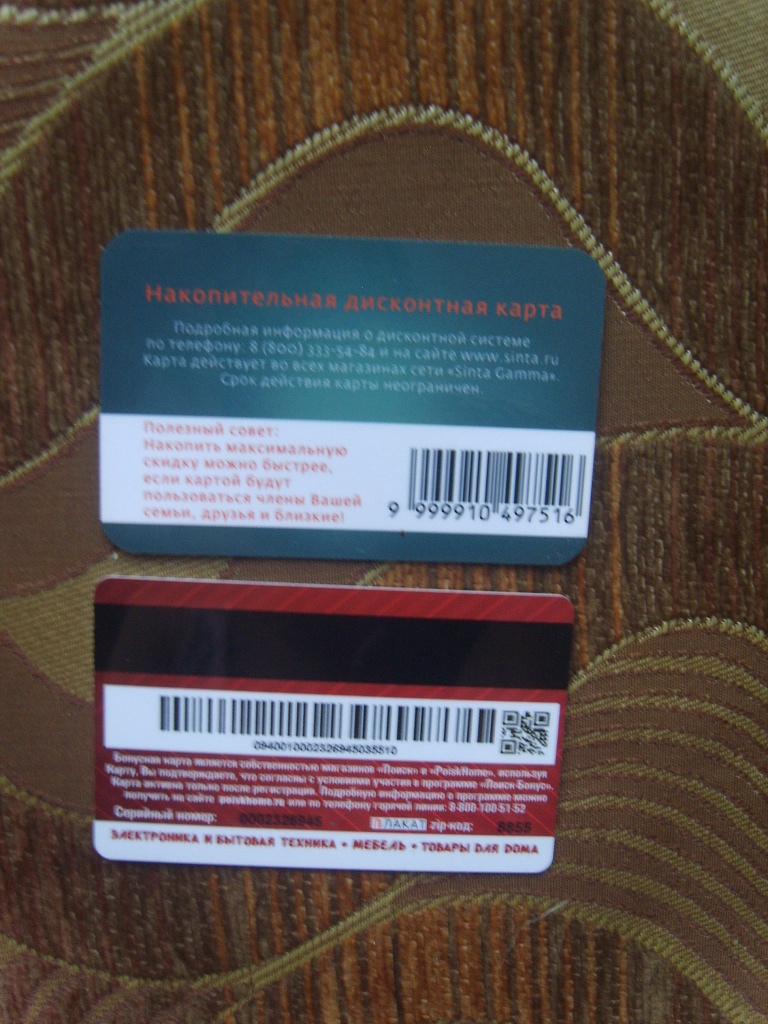 Накопительная дисконтная карта
Подробная информация о дисконтной системе
по телефону: 8 (800) 333-54-84 и на сайте www.sinta.ru
Карта действует во всех магазинах сети «Sinta Gamma».
Срок действия карты неограничен.
Полезный совет:
Накопить максимальную
скидку можно быстрее,
если картой будут
пользоваться члены Вашей
семьи, друзья и близкие!
9 999910 497516
0940010002326945035510
Бонусная карта является собственностью магазинов «Поиск» и «PoiskHome», используя
Карту, Вы подтверждаете, что согласны с условиями участия в программе «Поиск-Бонус».
Карта активна только после регистрации. Подробную информацию о программе можно
получить на сайте poiskhome.ru или по телефону горячей линии: 8-800-100-51-52
Серийный номер: 0002326945 ПЛАКАТ zip-код: 9855
ЭЛЕКТРОНИКА И БЫТОВАЯ ТЕХНИКА • МЕБЕЛЬ • ТОВАРЫ ДЛЯ ДОМА